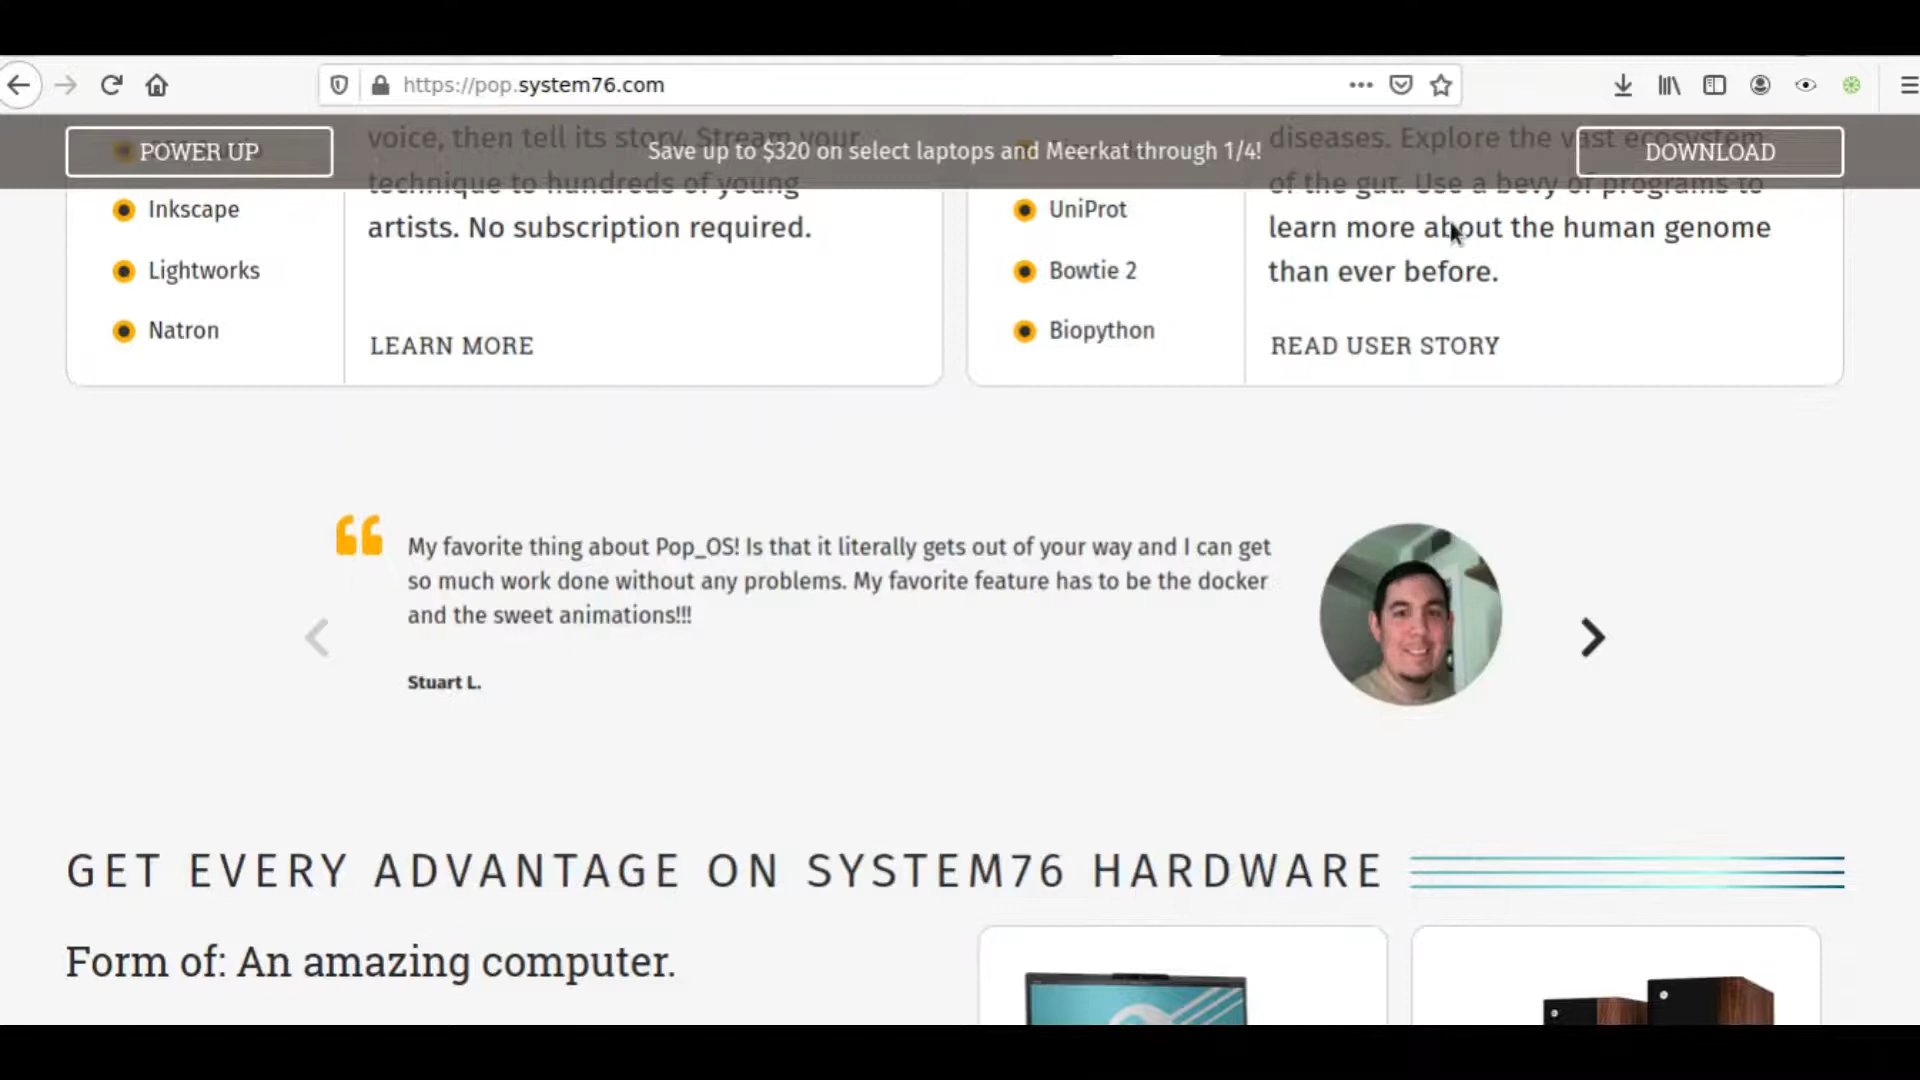 https://pop.system76.com
POWER UP
Save up to $320 on select laptops and Meerkat through 1/4!
DOWNLOAD
voice, then tell its story. Stream your
technique to hundreds of young
artists. No subscription required.
Inkscape
Lightworks
Natron
LEARN MORE
diseases. Explore the vast ecosystem
of the gut. Use a bevy of programs to
learn more about the human genome
than ever before.
UniProt
Bowtie 2
Biopython
READ USER STORY
My favorite thing about Pop_OS! Is that it literally gets out of your way and I can get
so much work done without any problems. My favorite feature has to be the docker
and the sweet animations!!!
Stuart L.
GET EVERY ADVANTAGE ON SYSTEM76 HARDWARE
Form of: An amazing computer.